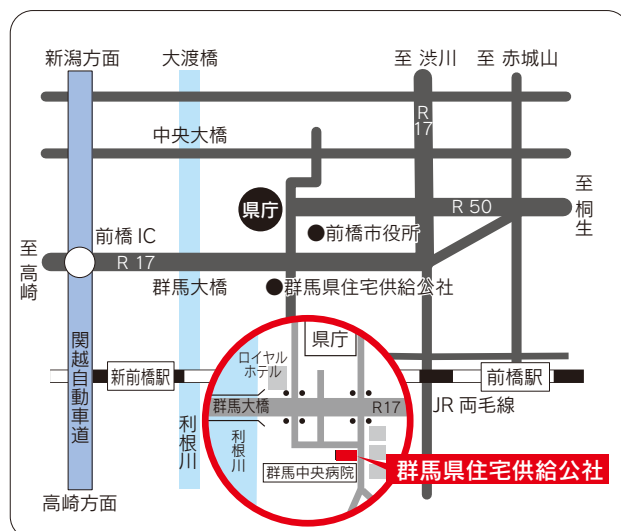 新潟方面
大渡橋
至 渋川
至 赤城山
R
17
中央大橋
県庁
R 50
至
桐
生
前橋市役所
至
高
崎
前橋 IC
R 17
群馬大橋
群馬県住宅供給公社
関越自動車道
県庁
ロイヤル
ホテル
新前橋駅
前橋駅
群馬大橋
R17
JR 両毛線
利根川
利根川
群馬中央病院
群馬県住宅供給公社
高崎方面